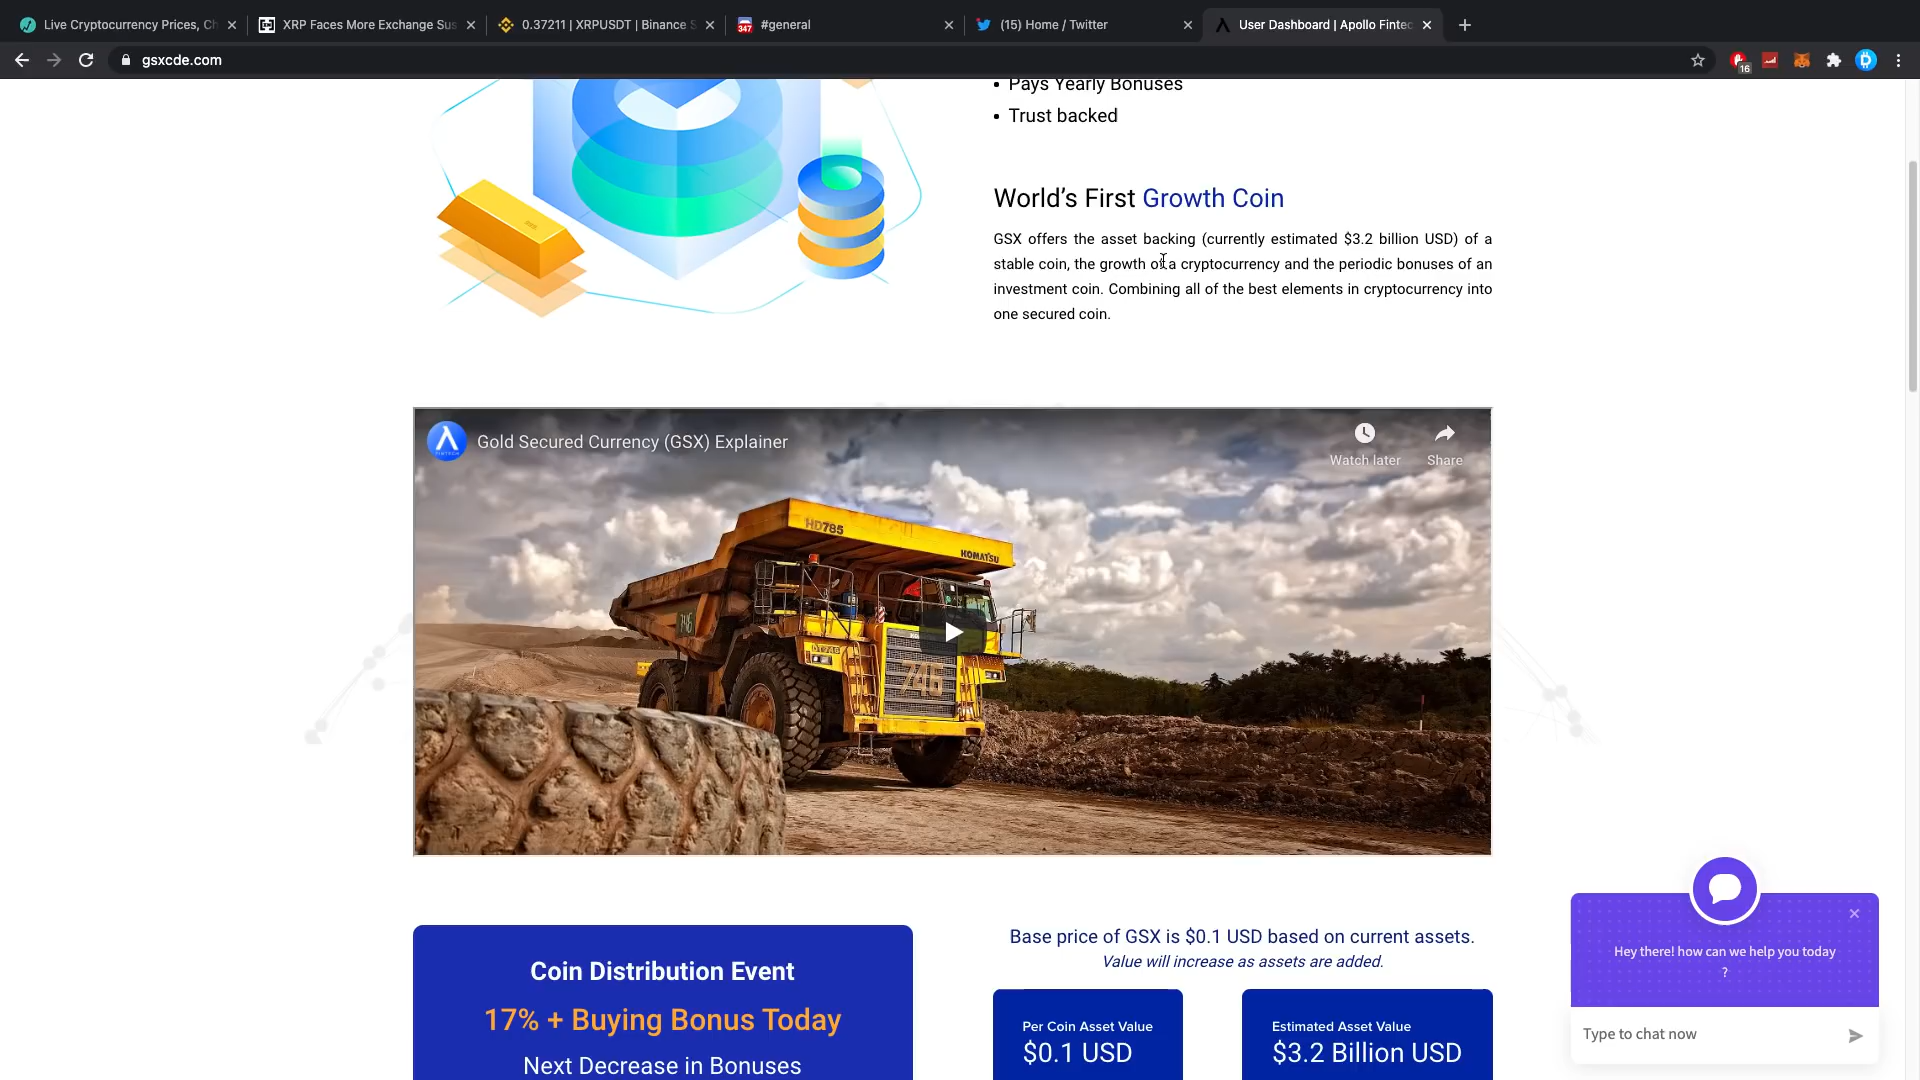 Live Cryptocurrency Prices, Ch
XRP Faces More Exchange Sus
0.37211 | XRPUSDT | Binance S
347
#general
(15) Home / Twitter
User Dashboard | Apollo Fintec
gsxcde.com
16
Pays Yearly Bonuses
Trust backed
World's First Growth Coin
GSX offers the asset backing (currently estimated $3.2 billion USD) of a
stable coin, the growth of a cryptocurrency and the periodic bonuses of an
investment coin. Combining all of the best elements in cryptocurrency into
one secured coin.
Gold Secured Currency (GSX) Explainer
Watch later
Share
HD785
KOMATSU
746
DT746
746
Coin Distribution Event
17% + Buying Bonus Today
Next Decrease in Bonuses
Base price of GSX is $0.1 USD based on current assets.
Value will increase as assets are added.
Per Coin Asset Value
$0.1 USD
Estimated Asset Value
$3.2 Billion USD
Hey there! how can we help you today
?
Type to chat now